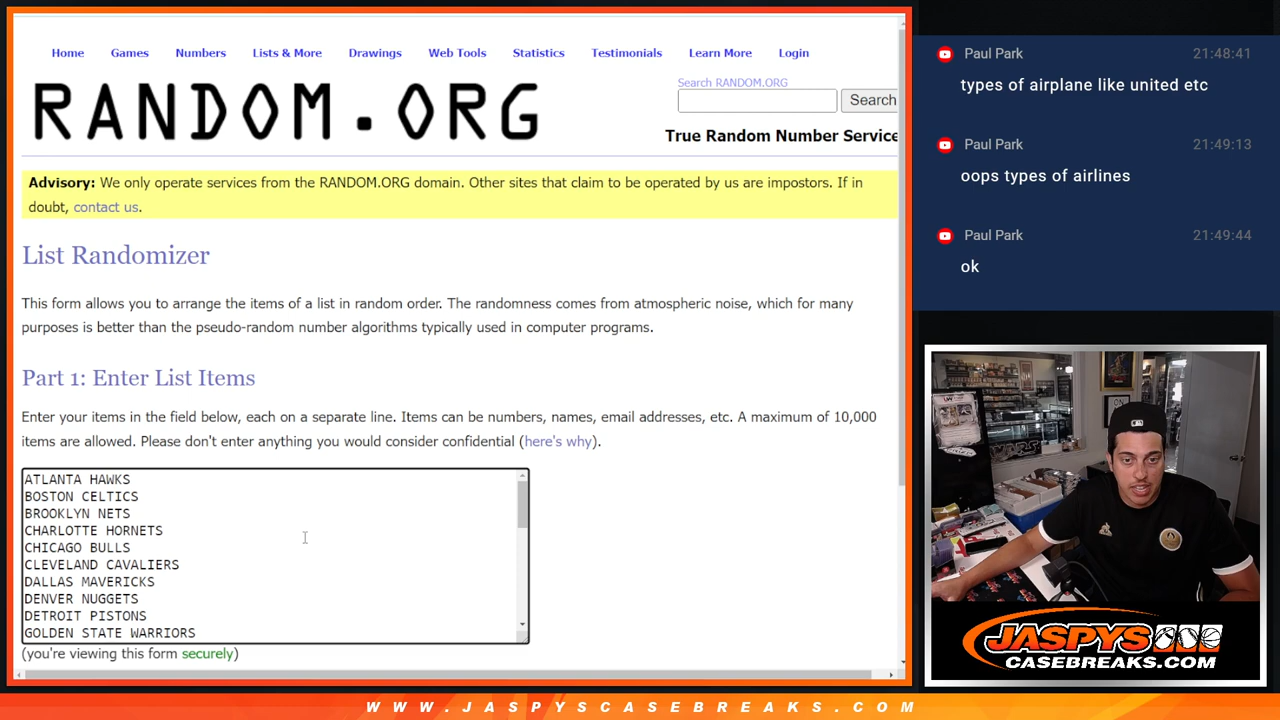 Home Games Numbers Lists & More Drawings Web Tools Statistics Testimonials Learn More Login
RANDOM.ORG
Search RANDOM.ORG
Search
True Random Number Service
Advisory: We only operate services from the RANDOM.ORG domain. Other sites that claim to be operated by us are impostors. If in
doubt, contact us.
List Randomizer
This form allows you to arrange the items of a list in random order. The randomness comes from atmospheric noise, which for many
purposes is better than the pseudo-random number algorithms typically used in computer programs.
Part 1: Enter List Items
Enter your items in the field below, each on a separate line. Items can be numbers, names, email addresses, etc. A maximum of 10,000
items are allowed. Please don't enter anything you would consider confidential (here's why).
ATLANTA HAWKS
BOSTON CELTICS
BROOKLYN NETS
CHARLOTTE HORNETS
CHICAGO BULLS
CLEVELAND CAVALIERS
DALLAS MAVERICKS
DENVER NUGGETS
DETROIT PISTONS
GOLDEN STATE WARRIORS
(you're viewing this form securely)
Paul Park 21:48:41
types of airplane like united etc
Paul Park 21:49:13
oops types of airlines
Paul Park 21:49:44
ok
JASPYS
CASEBREAKS.COM
WWW.JASPYSCASEBREAKS.COM